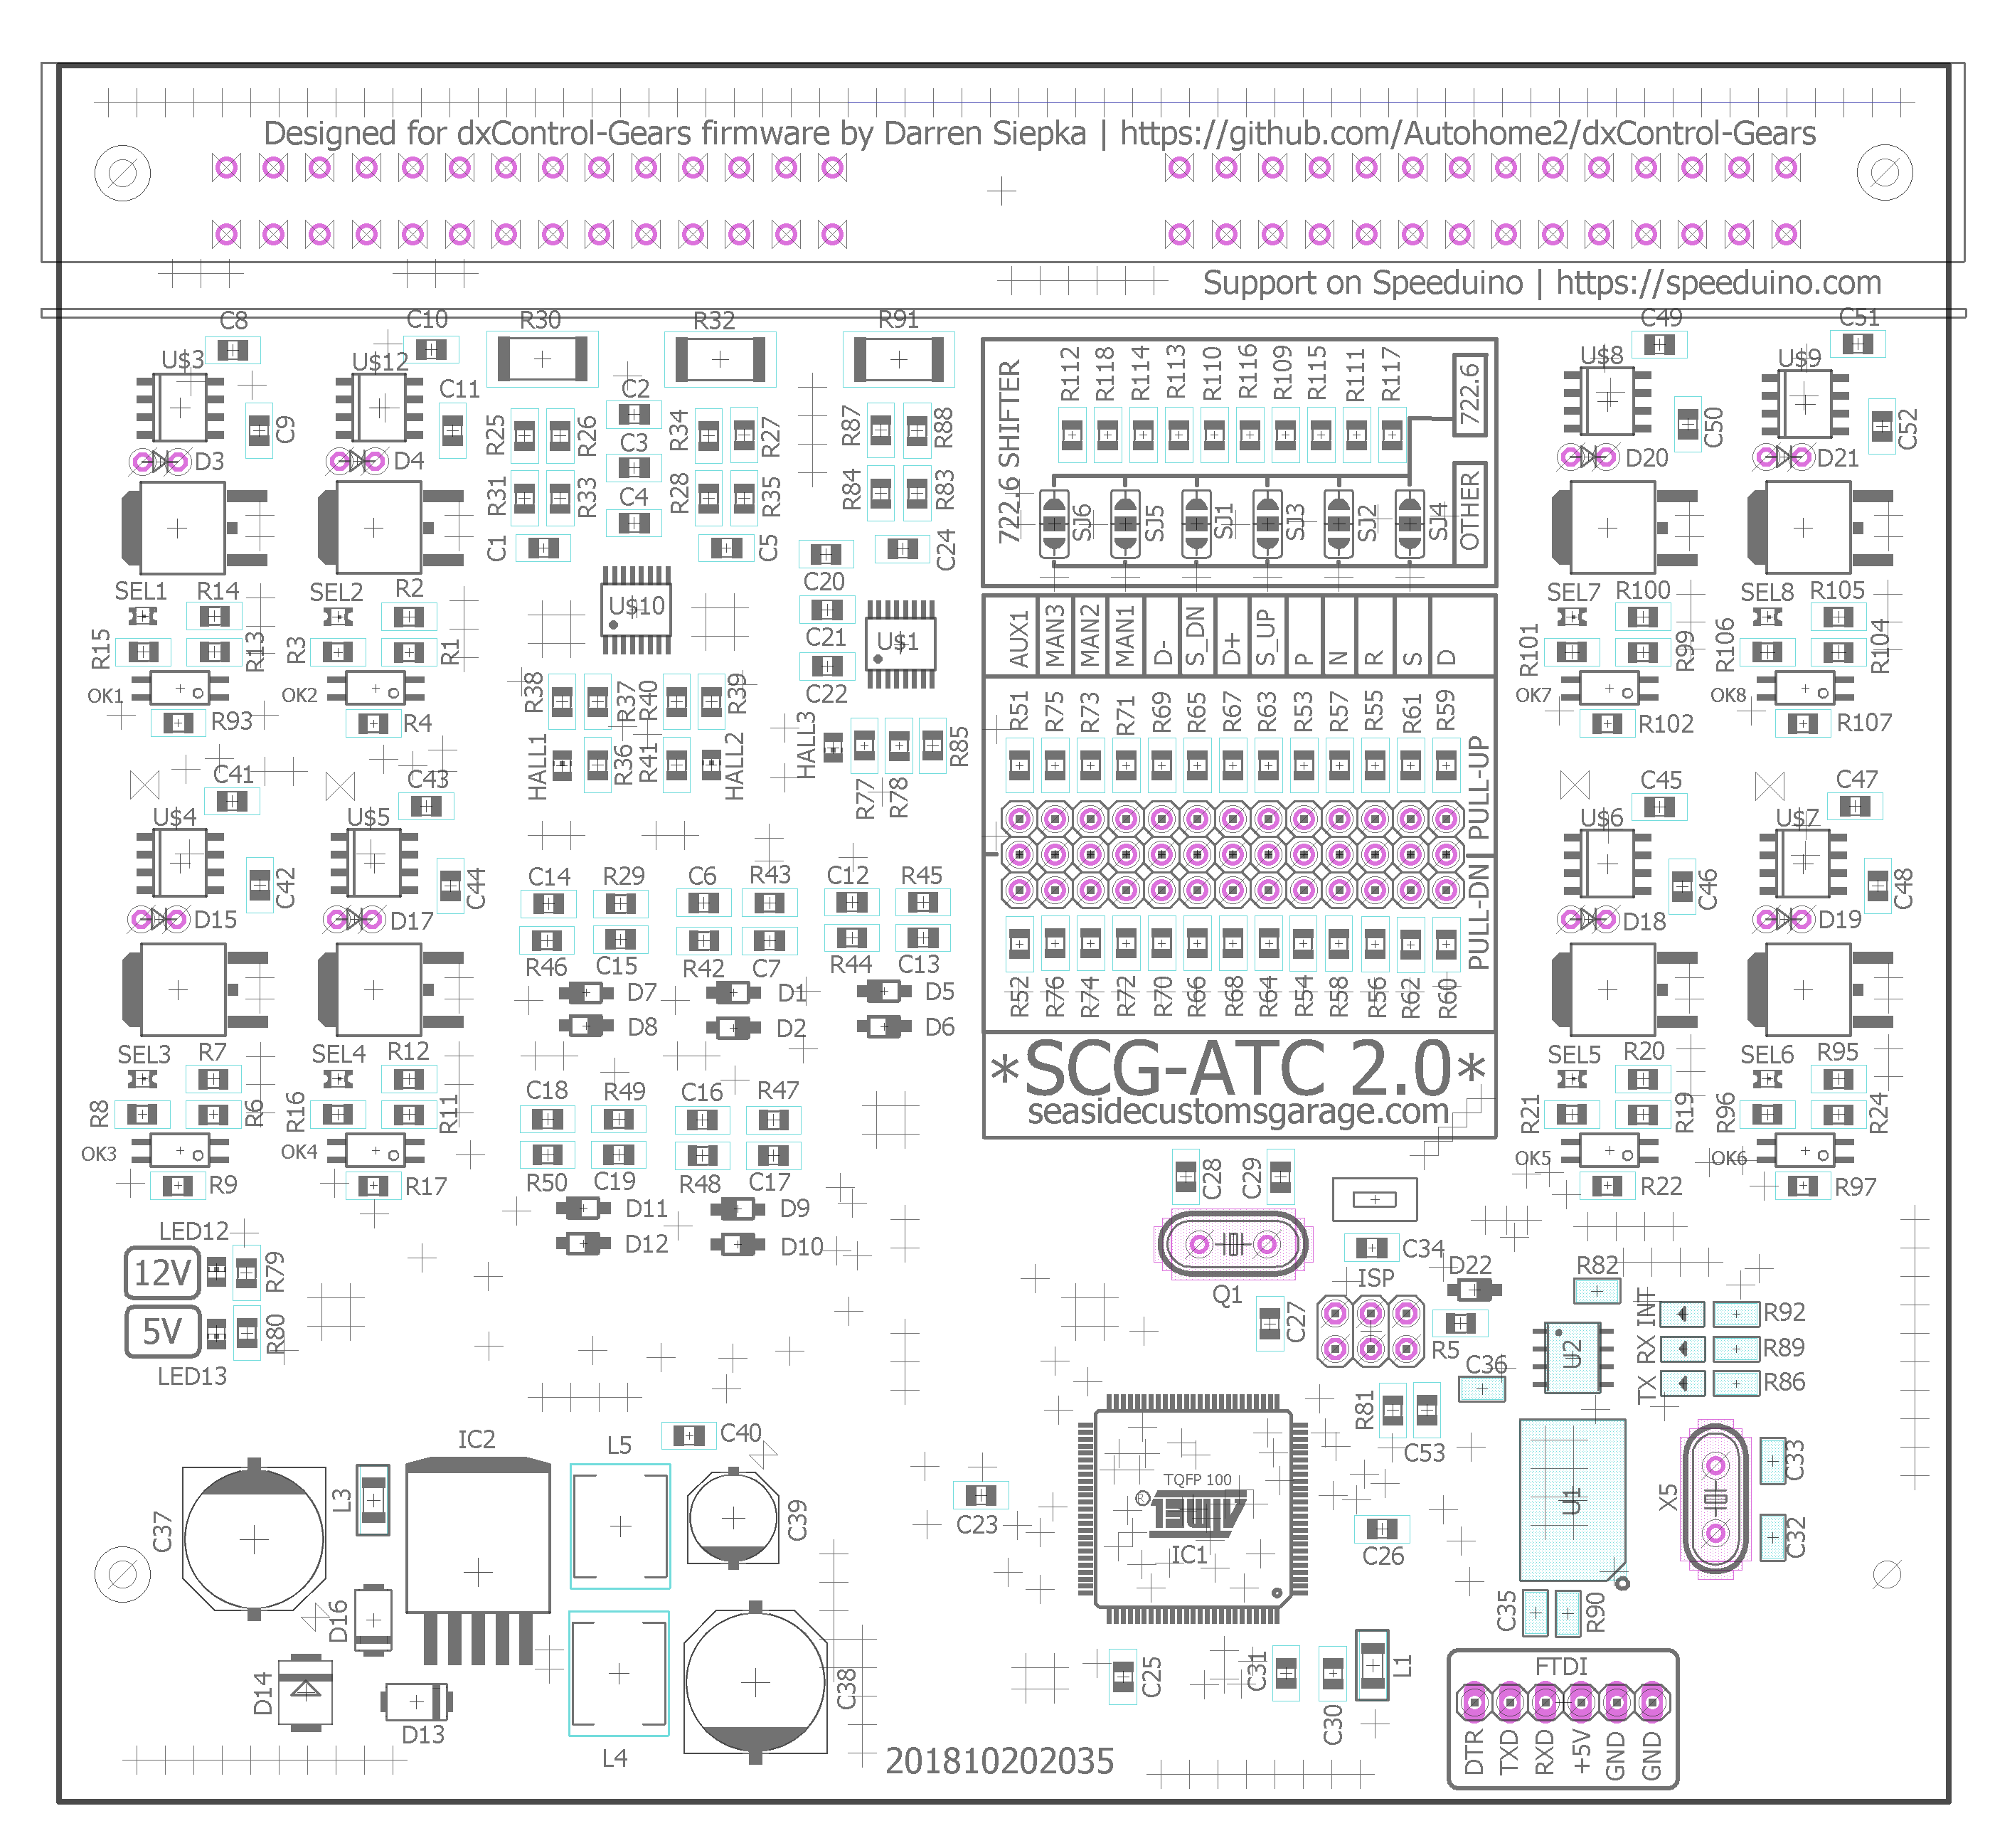 Designed for dxControl-Gears firmware by Darren Siepka | https://github.com/Autohome2/dxControl-Gears
Support on Speeduino | https://speeduino.com
C8 C10 R30 R32 R91 C49 C51
U$3 U$12 U$8 U$9
C9 C11 C50 C52
R25 R26 C2 R34 R27 R87 R88
C3
D3 D4 D20 D21
R31 R33 C4 R28 R35 R84 R83
C1 C5 C20 C24
722.6 SHIFTER
R112 R118 R114 R113 R110 R116 R109 R115 R111 R117
722.6
SJ6 SJ5 SJ1 SJ3 SJ2 SJ4
OTHER
SEL1 R14 SEL2 R2 SEL7 R100 SEL8 R105
U$10 C21 U$1
R15 R13 R3 R1 C22 R101 R99 R106 R104
OK1 OK2 OK7 OK8
R93 R4 R102 R107
AUX1 MAN3 MAN2 MAN1 D- S_DN D+ S_UP P N R S D
R38 R37 R40 R39 HALL3
HALL1 R36 R41 HALL2 R77 R78 R85
R51 R75 R73 R71 R69 R65 R67 R63 R53 R57 R55 R61 R59
PULL-UP
PULL-DN
R52 R76 R74 R72 R70 R66 R68 R64 R54 R58 R56 R62 R60
C41 C43 C45 C47
U$4 U$5 U$6 U$7
C42 C44 C46 C48
D15 D17 D18 D19
C14 R29 C6 R43 C12 R45
R46 C15 R42 C7 R44 C13
D7 D1 D5
D8 D2 D6
*SCG-ATC 2.0*
seasidecustomsgarage.com
SEL3 R7 SEL4 R12 SEL5 R20 SEL6 R95
R8 R6 R16 R11 R21 R19 R96 R24
OK3 OK4 OK5 OK6
R9 R17 R22 R97
C18 R49 C16 R47
R50 C19 R48 C17
D11 D9
D12 D10
C28 C29
Q1 C34
ISP D22 R82
C27 R5
LED12
12V R79
5V R80
LED13
INT R92
RX R89
TX R86
U2
C36
R81 C53
IC2 L5 C40
C37 L3 C39
C23
TQFP 100
R
IC1
C26
U1 X5 C33
C32
C35 R90
D16
D14 D13 L4 C38
C25 C31 C30 L1
201810202035
FTDI
DTR TXD RXD +5V GND GND